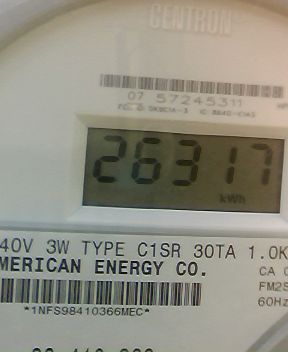 CENTRON
07 57245311
26317
kWh
40V 3W TYPE C1SR 30TA 1.0K
MERICAN ENERGY CO.
CA
FM2S
60Hz
*1NFS98410366MEC*